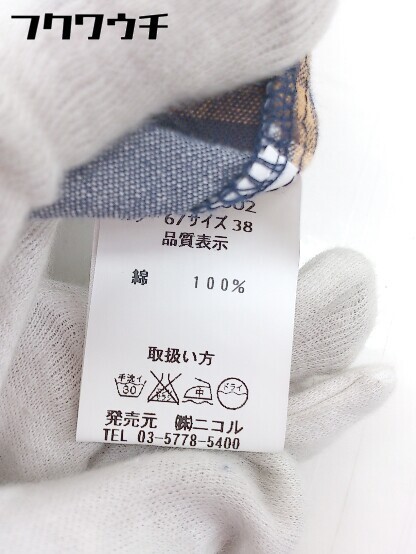 フクワウチ
67サイズ 38
品質表示
綿 100%
取扱い方
手洗イ 30 中 ドライ
発売元 ㈱ニコル
TEL 03-5778-5400